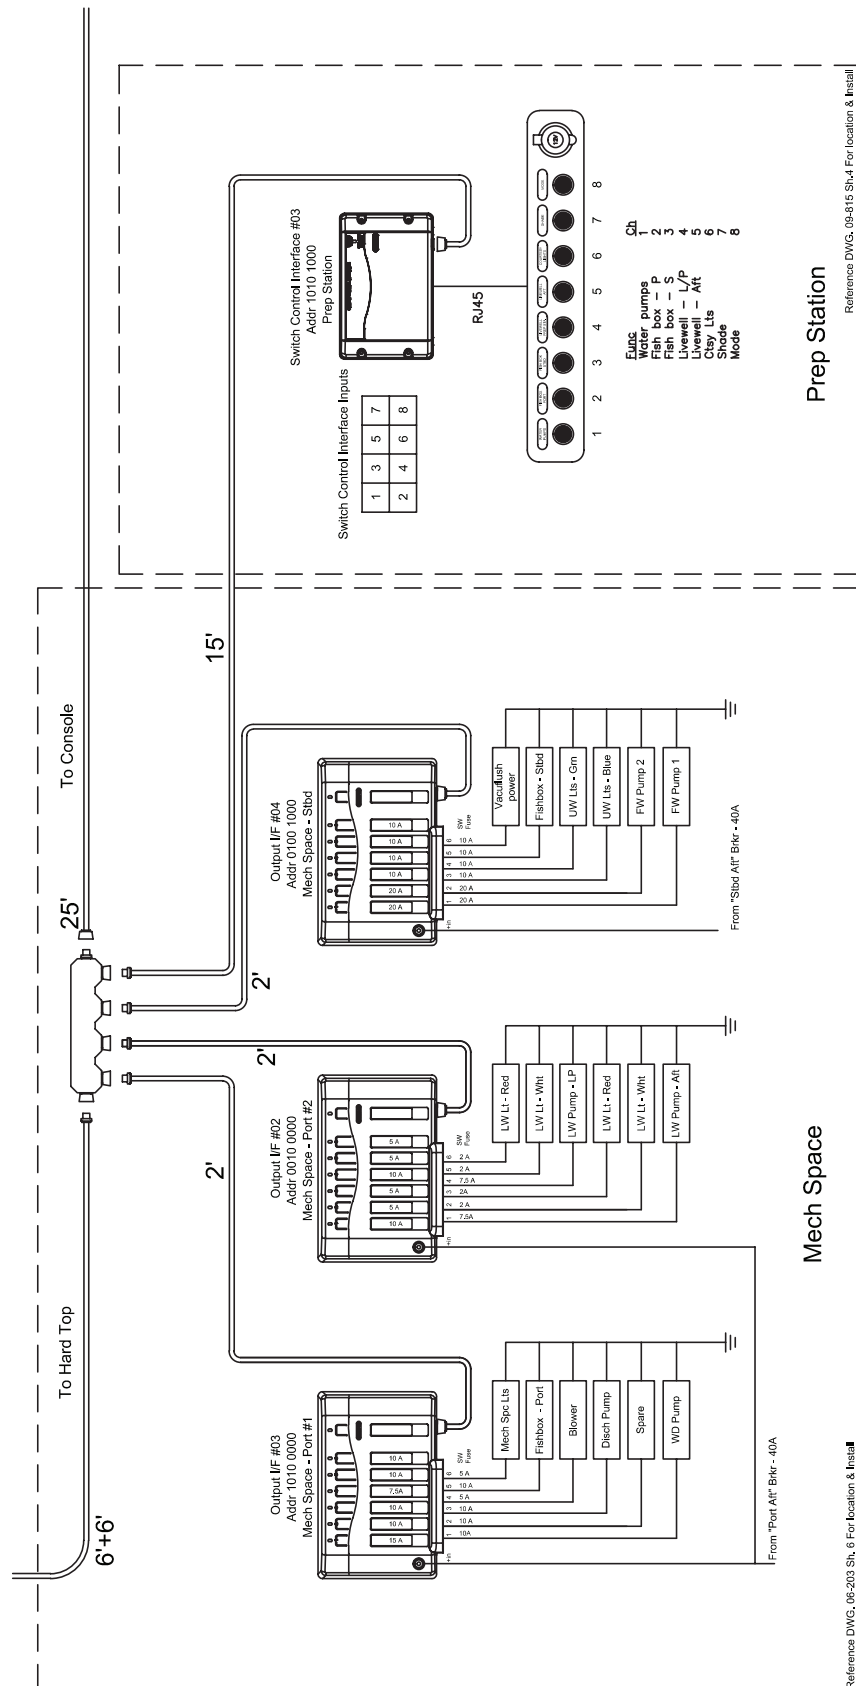 To Hard Top
To Console
6'+6'
25'
2'
2'
2'
15'
Output I/F #03
Addr 1010 0000
Mech Space - Port #1
15 A
10 A
10 A
7.5A
10 A
10 A
+in
1
2
3
4
5
6
SW
Fuse
10A
10 A
10 A
5 A
10 A
5 A
Mech Spc Lts
Fishbox - Port
Blower
Disch Pump
Spare
WD Pump
From "Port Aft" Brkr - 40A
Output I/F #02
Addr 0010 0000
Mech Space - Port #2
10 A
5 A
5 A
10 A
5 A
5 A
+in
1
2
3
4
5
6
SW
Fuse
7.5A
2 A
2A
7.5 A
2 A
2 A
LW Lt - Red
LW Lt - Wht
LW Pump - LP
LW Lt - Red
LW Lt - Wht
LW Pump - Aft
Output I/F #04
Addr 0100 1000
Mech Space - Stbd
20 A
20 A
10 A
10 A
10 A
10 A
+in
1
2
3
4
5
6
SW
Fuse
20 A
20 A
10 A
10 A
10 A
10 A
Vacuflush
power
Fishbox - Stbd
UW Lts - Grn
UW Lts - Blue
FW Pump 2
FW Pump 1
From "Stbd Aft" Brkr - 40A
Mech Space
Reference DWG. 06-203 Sh. 6 For location & Install
Switch Control Interface #03
Addr 1010 1000
Prep Station
Switch Control Interface Inputs
1 3 5 7
2 4 6 8
RJ45
12V
1 2 3 4 5 6 7 8
Func Ch
Water pumps 1
Fish box - P 2
Fish box - S 3
Livewell - L/P 4
Livewell - Aft 5
Ctsy Lts 6
Shade 7
Mode 8
Prep Station
Reference DWG. 09-815 Sh.4 For location & Install